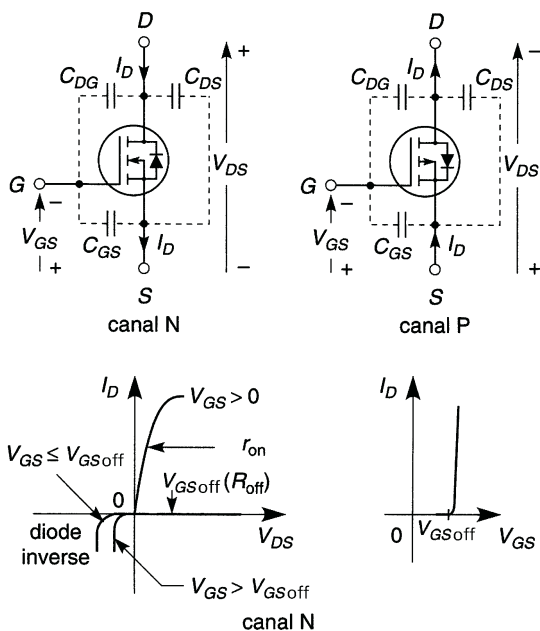 D
+
I_D
C_DG
C_DS
G
−
V_GS
+
C_GS
I_D
V_DS
−
S
canal N
D
−
I_D
C_DG
C_DS
G
−
V_GS
+
C_GS
I_D
V_DS
+
S
canal P
I_D
V_GS > 0
r_on
V_GS ≤ V_GSoff
V_GSoff (R_off)
0
diode
inverse
V_DS
V_GS > V_GSoff
canal N
I_D
0
V_GSoff
V_GS